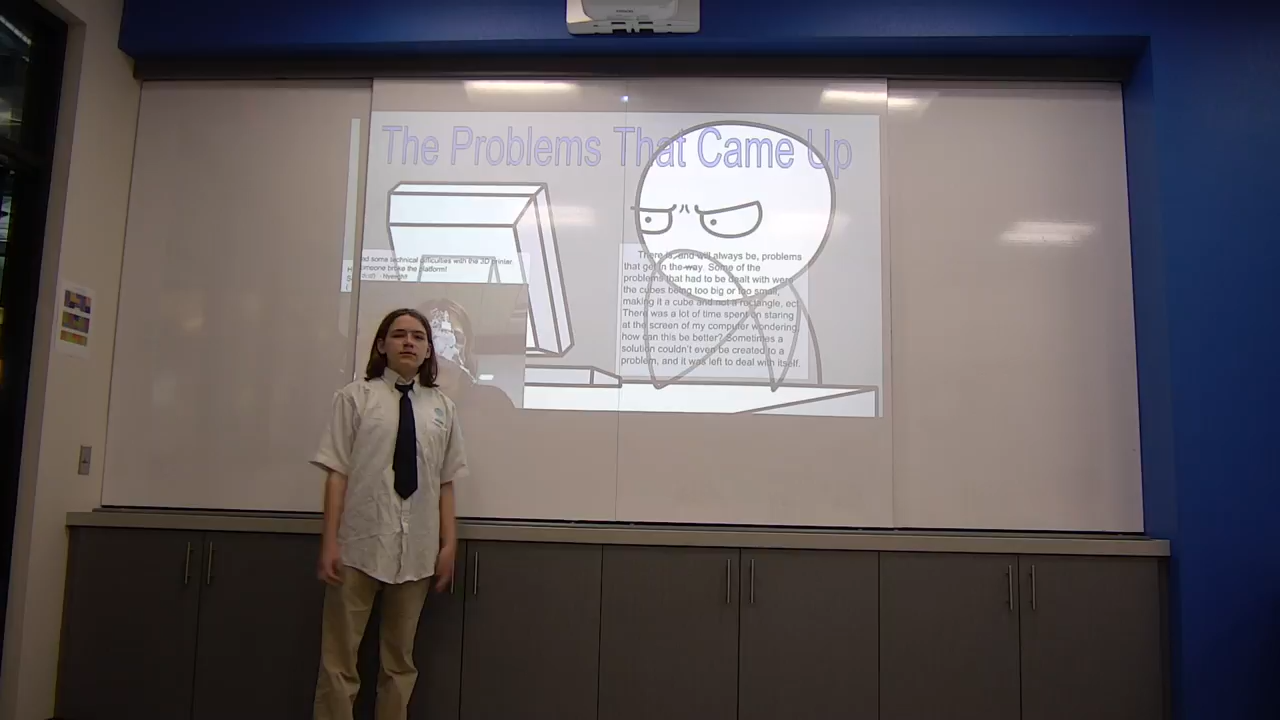 The Problems That Came Up
There is, and will always be, problems
that get in the way. Some of the
problems that had to be dealt with were
the cubes being too big or too small,
making it a cube and not a rectangle, ect.
There was a lot of time spent on staring
at the screen of my computer wondering,
how can this be better? Sometimes a
solution couldn't even be created to a
problem, and it was left to deal with itself.
some technical difficulties with the 3D printer.
broke the platform!